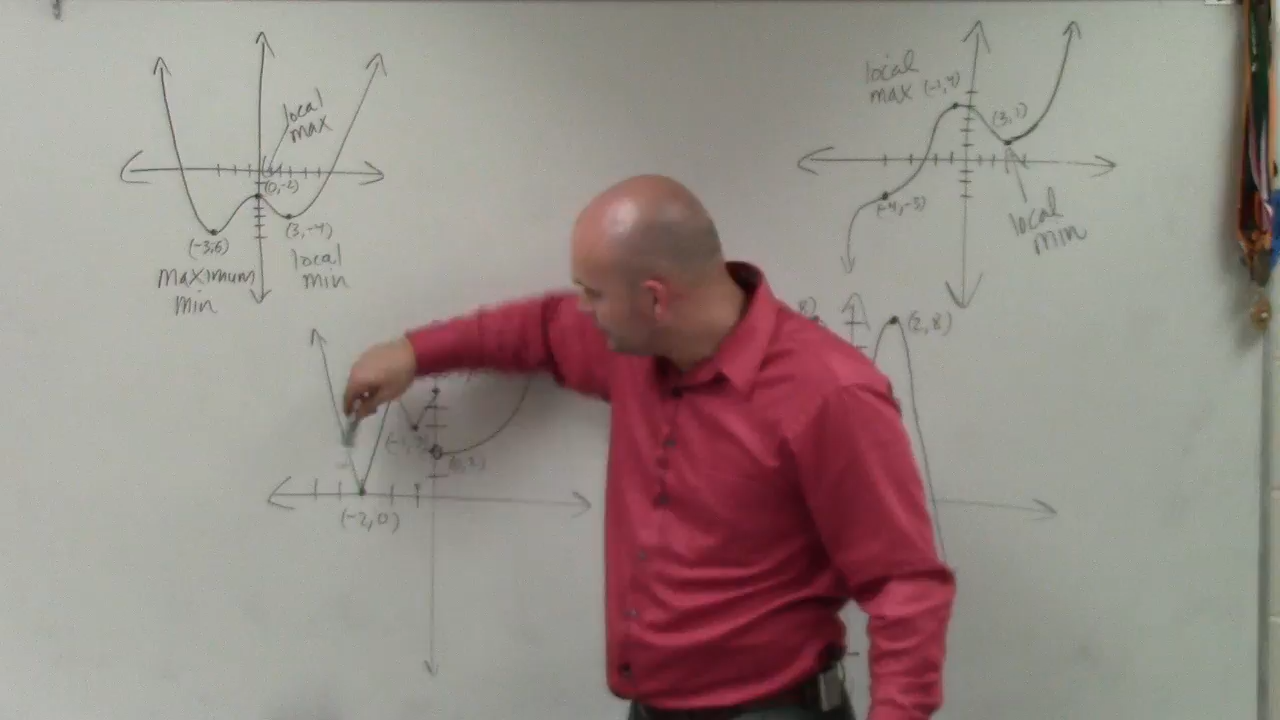 local
max
(0,-2)
(-3,6)
(3,-4)
maximum
min
local
min
local
max (-1,4)
(3,1)
(-4,-3)
local
min
8)
(2,8)
(-2,0)